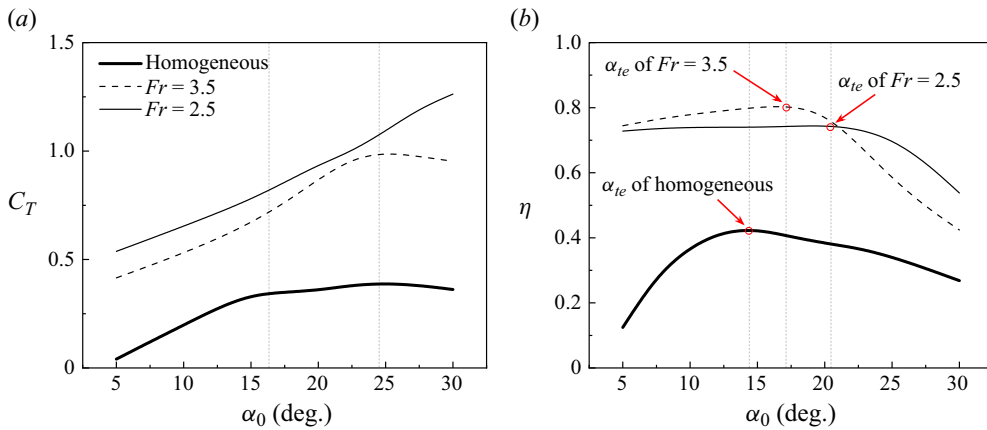 (a)
1.5
1.0
0.5
0
C_T
Homogeneous
Fr = 3.5
Fr = 2.5
5 10 15 20 25 30
α0 (deg.)
(b)
1.0
0.8
0.6
0.4
0.2
0
η
α_te of Fr = 3.5
α_te of Fr = 2.5
α_te of homogeneous
5 10 15 20 25 30
α0 (deg.)